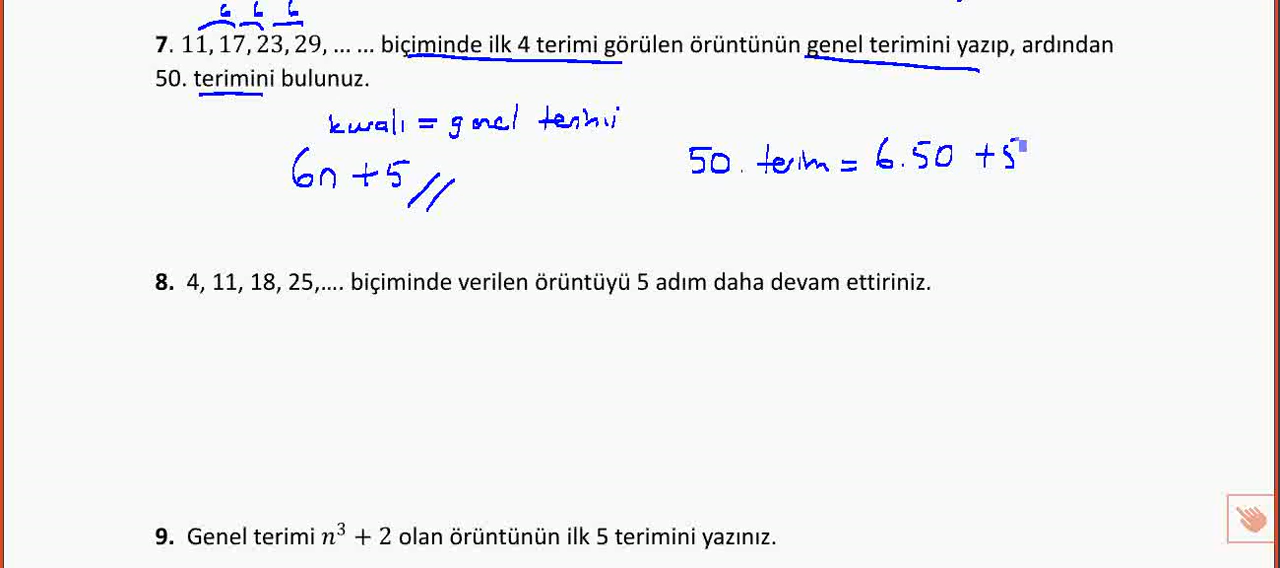 6 6 6
7. 11, 17, 23, 29, ... ... biçiminde ilk 4 terimi görülen örüntünün genel terimini yazıp, ardından
50. terimini bulunuz.
kuralı = genel terimi
6n + 5 50. terim = 6.50 + 5
8. 4, 11, 18, 25,.... biçiminde verilen örüntüyü 5 adım daha devam ettiriniz.
9. Genel terimi n³ + 2 olan örüntünün ilk 5 terimini yazınız.